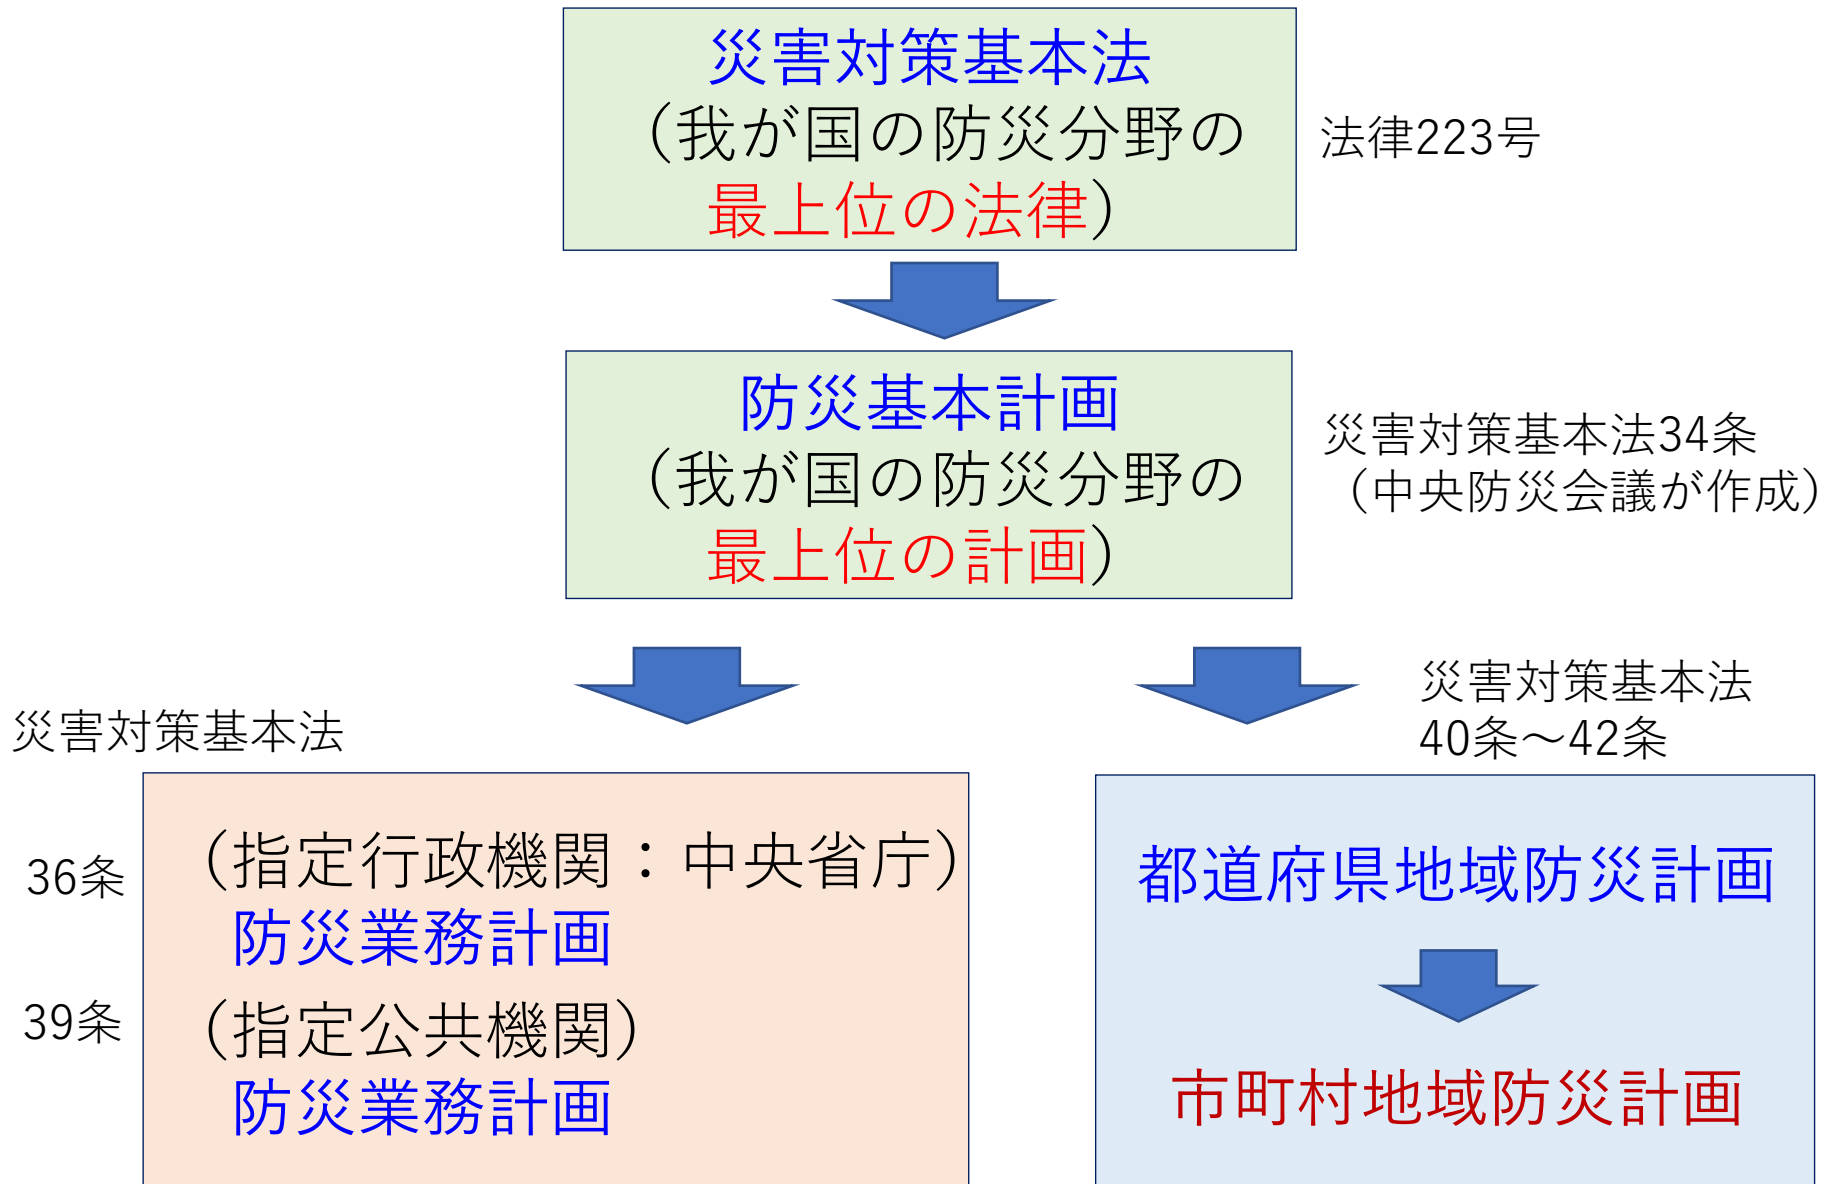 災害対策基本法
（我が国の防災分野の
最上位の法律）
法律223号
防災基本計画
（我が国の防災分野の
最上位の計画）
災害対策基本法34条
（中央防災会議が作成）
災害対策基本法
36条
（指定行政機関：中央省庁）
防災業務計画
39条
（指定公共機関）
防災業務計画
災害対策基本法
40条～42条
都道府県地域防災計画
市町村地域防災計画